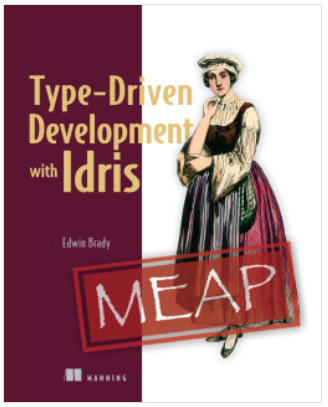 Type-Driven
Development
with Idris
Edwin Brady
MEAP
MANNING